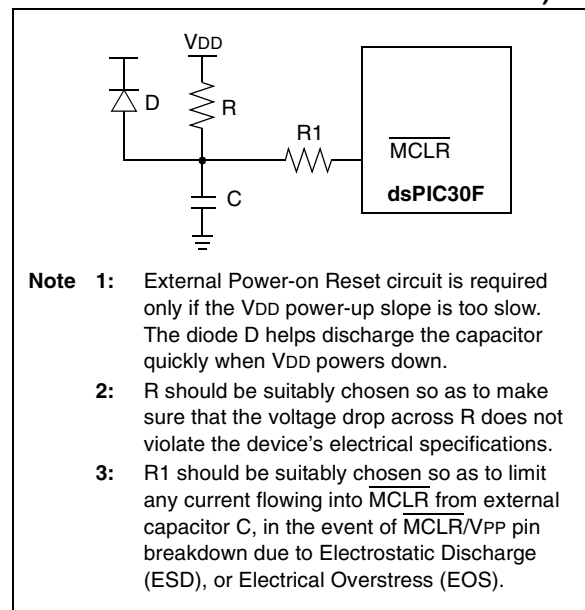 VDD
D
R
R1
MCLR
C
dsPIC30F
Note 1: External Power-on Reset circuit is required
only if the VDD power-up slope is too slow.
The diode D helps discharge the capacitor
quickly when VDD powers down.
2: R should be suitably chosen so as to make
sure that the voltage drop across R does not
violate the device's electrical specifications.
3: R1 should be suitably chosen so as to limit
any current flowing into MCLR from external
capacitor C, in the event of MCLR/VPP pin
breakdown due to Electrostatic Discharge
(ESD), or Electrical Overstress (EOS).